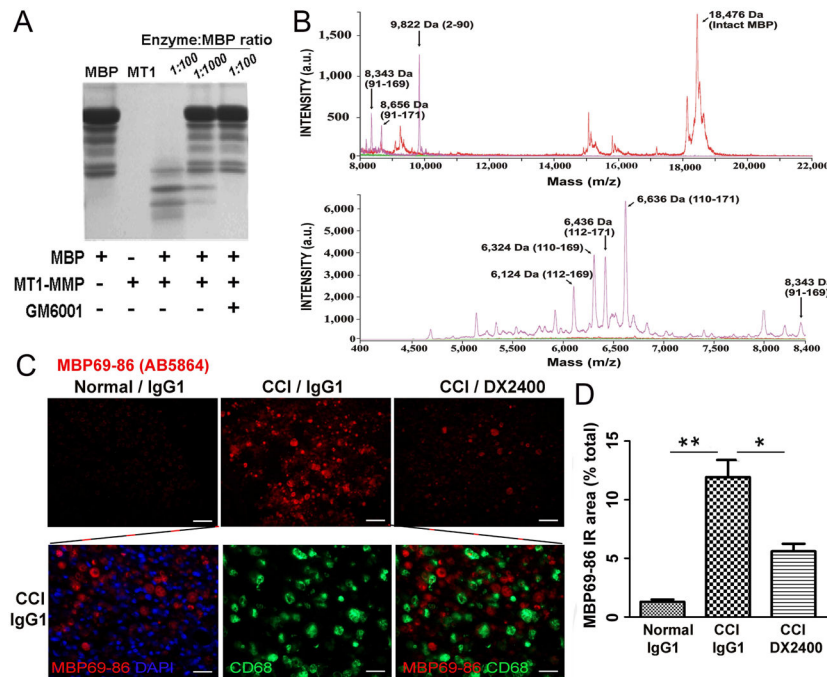 A
Enzyme:MBP ratio
MBP MT1 1:100 1:1000 1:100
MBP + - + + +
MT1-MMP - + + + +
GM6001 - - - - +
B
INTENSITY (a.u.)
2,000
1,500
1,000
500
0
9,822 Da (2-90)
8,343 Da
(91-169)
8,656 Da
(91-171)
18,476 Da
(Intact MBP)
8,000 10,000 12,000 14,000 16,000 18,000 20,000 22,000
Mass (m/z)
INTENSITY (a.u.)
6,000
5,000
4,000
3,000
2,000
1,000
0
6,636 Da (110-171)
6,436 Da
(112-171)
6,324 Da (110-169)
6,124 Da (112-169)
8,343 Da
(91-169)
400 4,500 5,500 6,000 6,500 7,500 8,000 8,400
Mass (m/z)
C
MBP69-86 (AB5864)
Normal / IgG1 CCI / IgG1 CCI / DX2400
CCI
IgG1
MBP69-86 DAPI
CD68
MBP69-86 CD68
D
MBP69-86 IR area (% total)
15
10
5
0
** *
Normal
IgG1
CCI
IgG1
CCI
DX2400